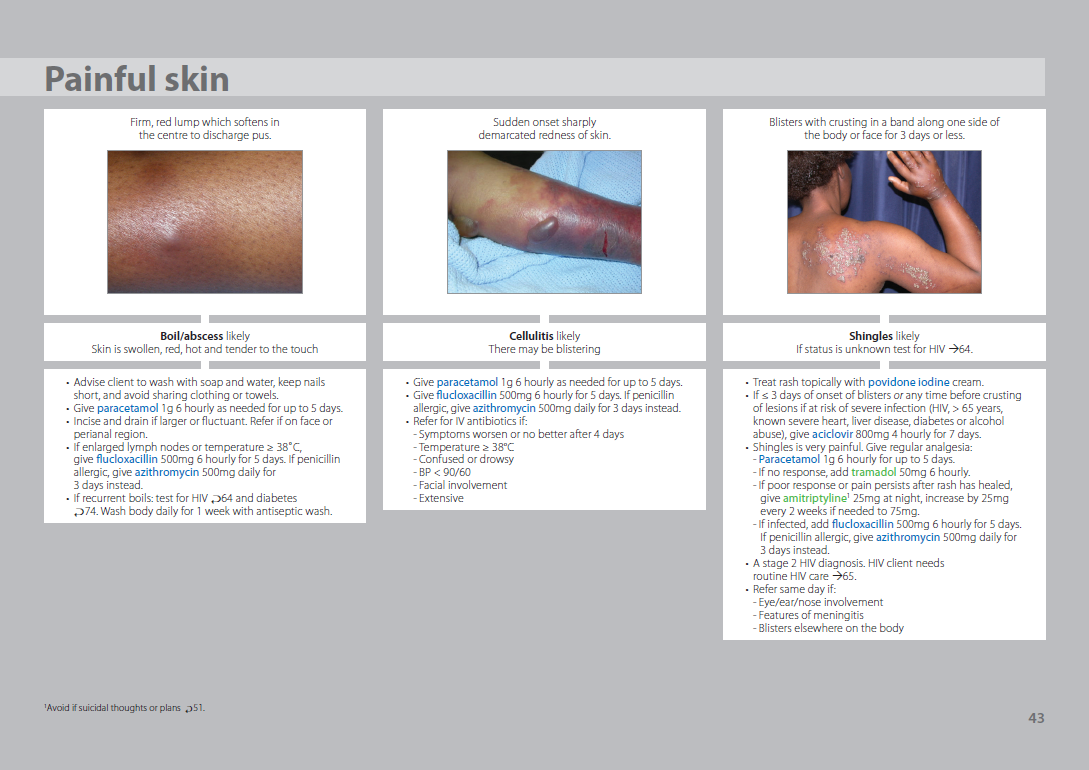 Painful skin
Firm, red lump which softens in
the centre to discharge pus.
Boil/abscess likely
Skin is swollen, red, hot and tender to the touch
• Advise client to wash with soap and water, keep nails
short, and avoid sharing clothing or towels.
• Give paracetamol 1g 6 hourly as needed for up to 5 days.
• Incise and drain if larger or fluctuant. Refer if on face or
perianal region.
• If enlarged lymph nodes or temperature ≥ 38˚C,
give flucloxacillin 500mg 6 hourly for 5 days. If penicillin
allergic, give azithromycin 500mg daily for
3 days instead.
• If recurrent boils: test for HIV ⤾64 and diabetes
⤾74. Wash body daily for 1 week with antiseptic wash.
Sudden onset sharply
demarcated redness of skin.
Cellulitis likely
There may be blistering
• Give paracetamol 1g 6 hourly as needed for up to 5 days.
• Give flucloxacillin 500mg 6 hourly for 5 days. If penicillin
allergic, give azithromycin 500mg daily for 3 days instead.
• Refer for IV antibiotics if:
- Symptoms worsen or no better after 4 days
- Temperature ≥ 38°C
- Confused or drowsy
- BP < 90/60
- Facial involvement
- Extensive
Blisters with crusting in a band along one side of
the body or face for 3 days or less.
Shingles likely
If status is unknown test for HIV →64.
• Treat rash topically with povidone iodine cream.
• If ≤ 3 days of onset of blisters or any time before crusting
of lesions if at risk of severe infection (HIV, > 65 years,
known severe heart, liver disease, diabetes or alcohol
abuse), give aciclovir 800mg 4 hourly for 7 days.
• Shingles is very painful. Give regular analgesia:
- Paracetamol 1g 6 hourly for up to 5 days.
- If no response, add tramadol 50mg 6 hourly.
- If poor response or pain persists after rash has healed,
give amitriptyline¹ 25mg at night, increase by 25mg
every 2 weeks if needed to 75mg.
- If infected, add flucloxacillin 500mg 6 hourly for 5 days.
If penicillin allergic, give azithromycin 500mg daily for
3 days instead.
• A stage 2 HIV diagnosis. HIV client needs
routine HIV care →65.
• Refer same day if:
- Eye/ear/nose involvement
- Features of meningitis
- Blisters elsewhere on the body
¹Avoid if suicidal thoughts or plans ⤾51.
43